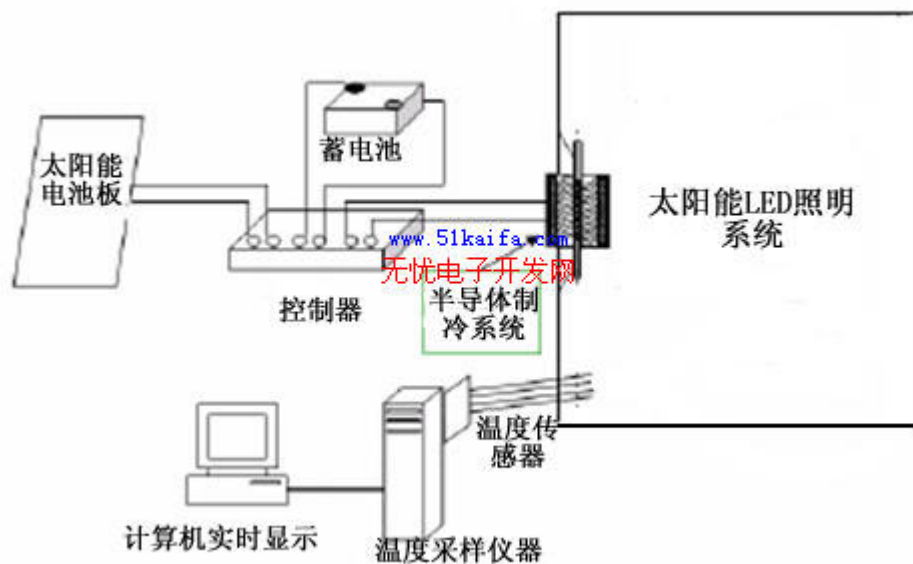 蓄电池
太阳能
电池板
太阳能LED照明
系统
www.51kaifa.com
无忧电子开发网
控制器
半导体制
冷系统
温度传
感器
计算机实时显示
温度采样仪器